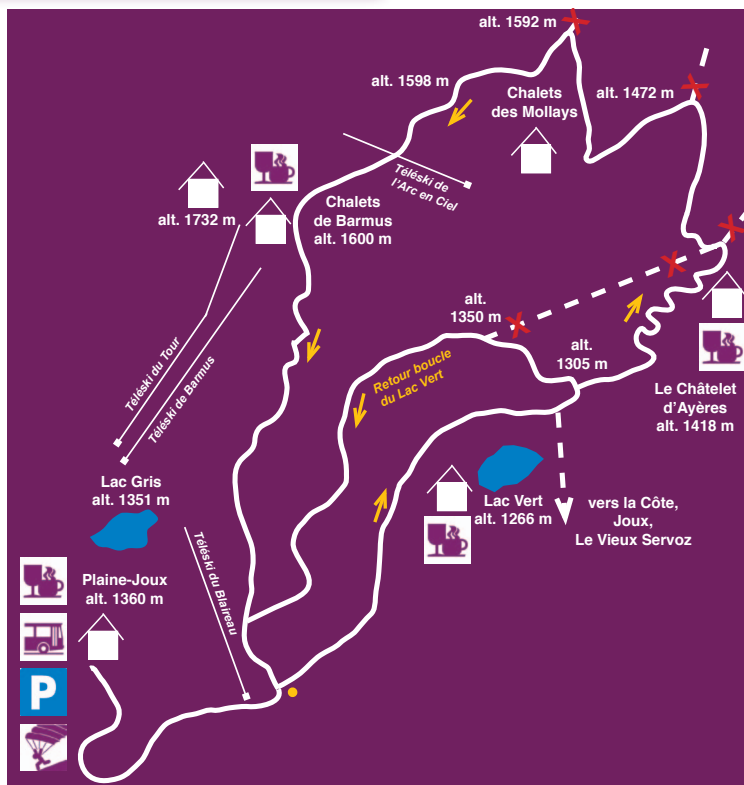 alt. 1592 m
alt. 1598 m
Chalets
des Mollays
alt. 1472 m
Téléski de
l'Arc en Ciel
alt. 1732 m
Chalets
de Barmus
alt. 1600 m
alt.
1350 m
alt.
1305 m
Téléski du Tour
Téléski de Barmus
Retour boucle
du Lac Vert
Le Châtelet
d'Ayères
alt. 1418 m
Lac Gris
alt. 1351 m
Lac Vert
alt. 1266 m
vers la Côte,
Joux,
Le Vieux Servoz
Téléski du Blaireau
Plaine-Joux
alt. 1360 m
P